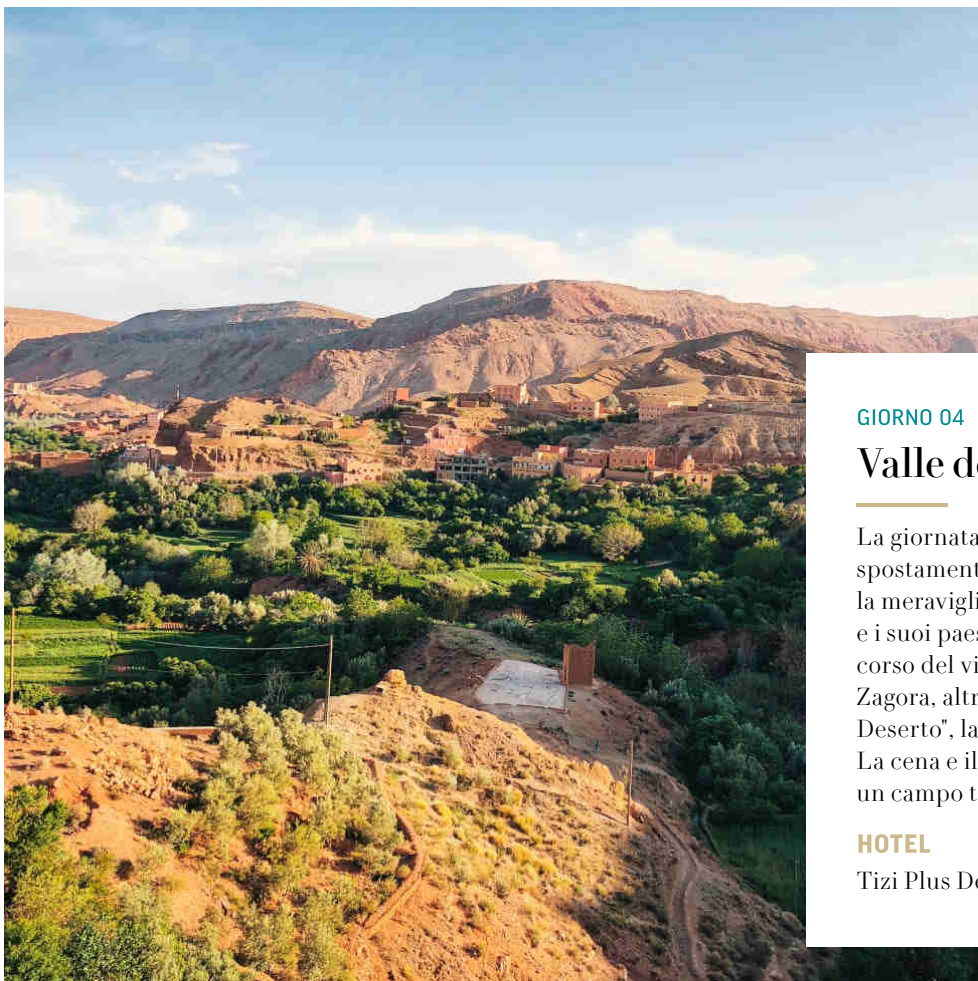 GIORNO 04
Valle d
La giornata
spostament
la meravigli
e i suoi paes
corso del vi
Zagora, altr
Deserto", la
La cena e il
un campo t
HOTEL
Tizi Plus De